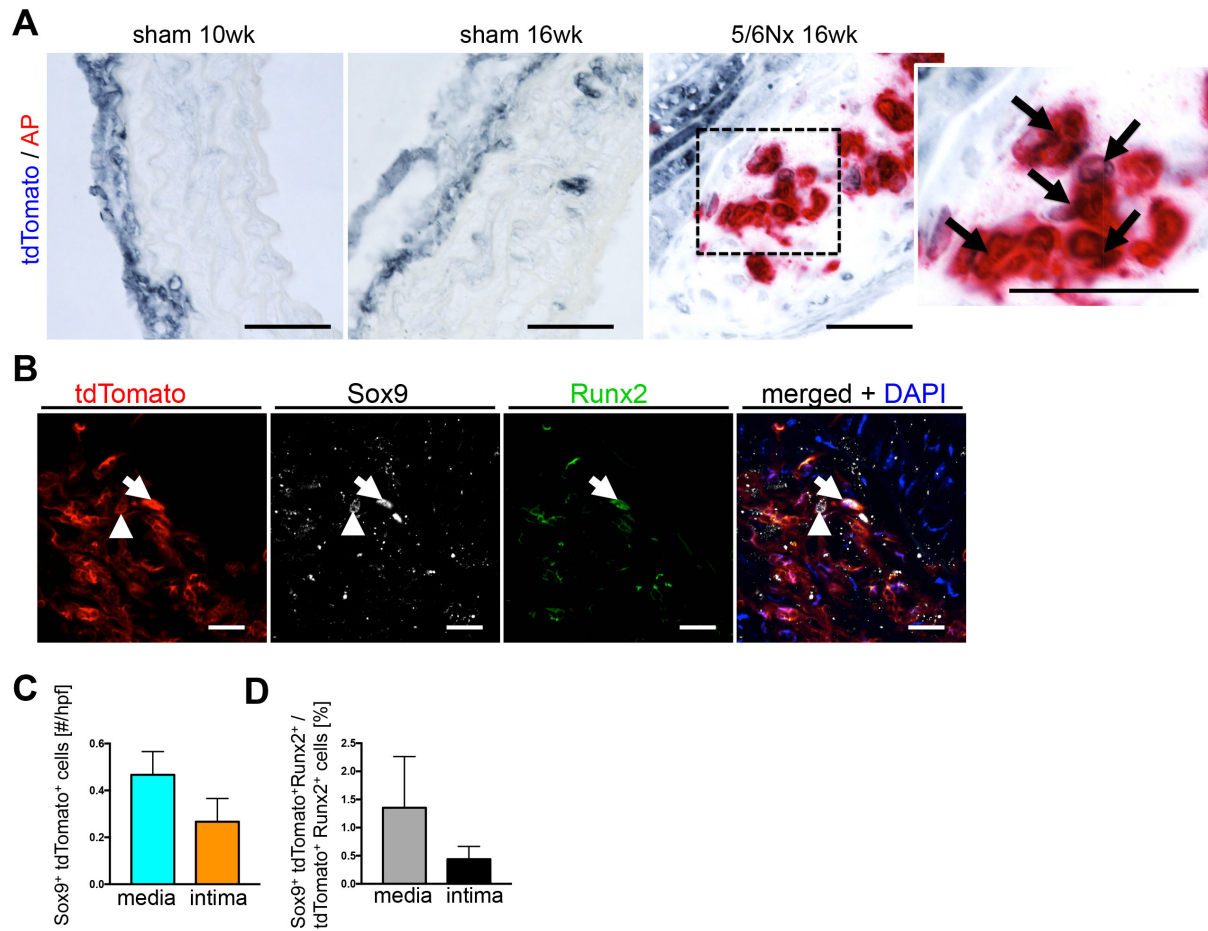 A
sham 10wk
sham 16wk
5/6Nx 16wk
tdTomato / AP
B
tdTomato
Sox9
Runx2
merged + DAPI
C
Sox9⁺ tdTomato⁺ cells [#/hpf]
0.6
0.4
0.2
0.0
media
intima
D
Sox9⁺ tdTomato⁺Runx2⁺ /
tdTomato⁺ Runx2⁺ cells [%]
2.5
2.0
1.5
1.0
0.5
0.0
media
intima